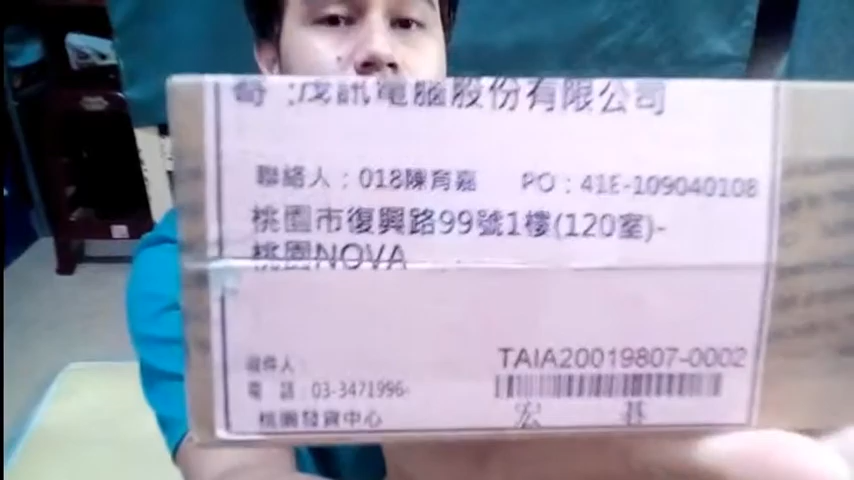 寄：茂訊電腦股份有限公司
聯絡人：018陳育嘉 PO：41E-109040108
桃園市復興路99號1樓(120室)-
桃園NOVA
TAIA20019807-0002
電 話：03-3471996-
桃園發貨中心
宏 碁